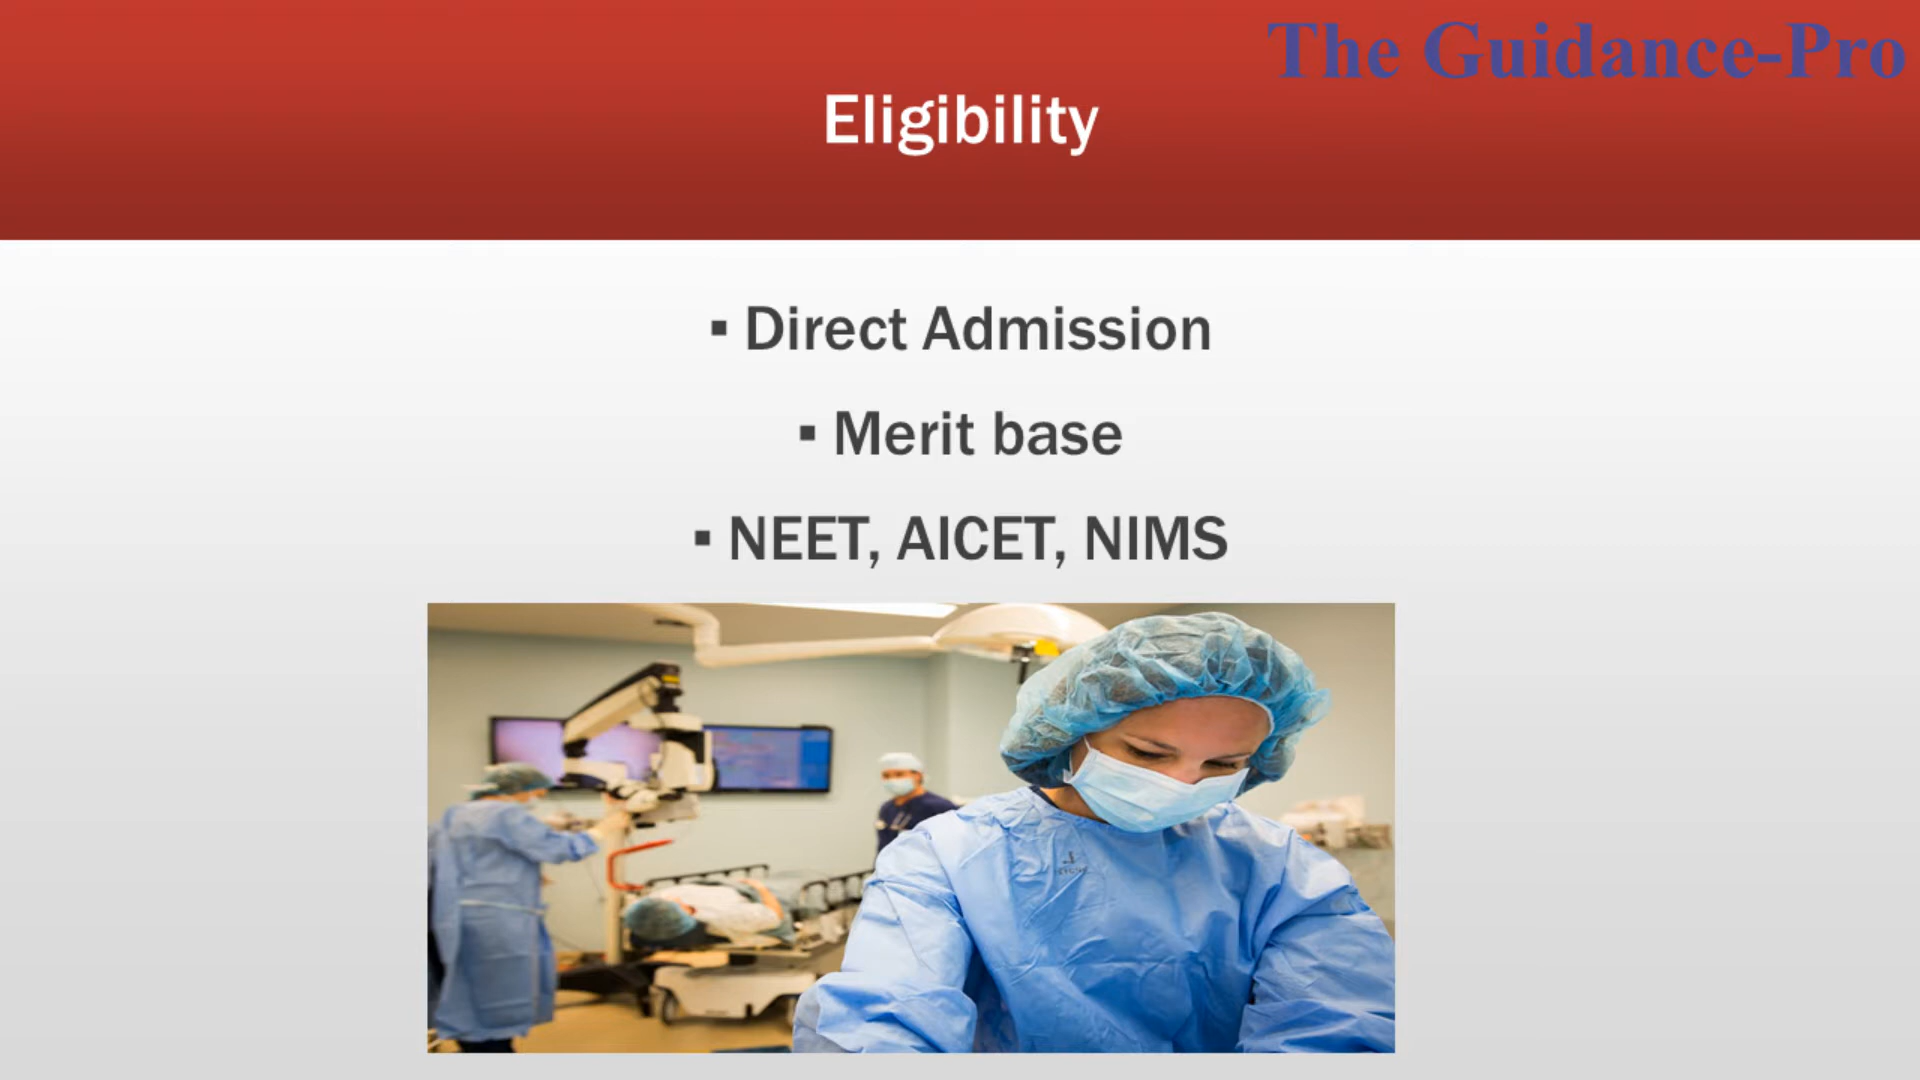 The Guidance-Pro
Eligibility
▪ Direct Admission
▪ Merit base
▪ NEET, AICET, NIMS